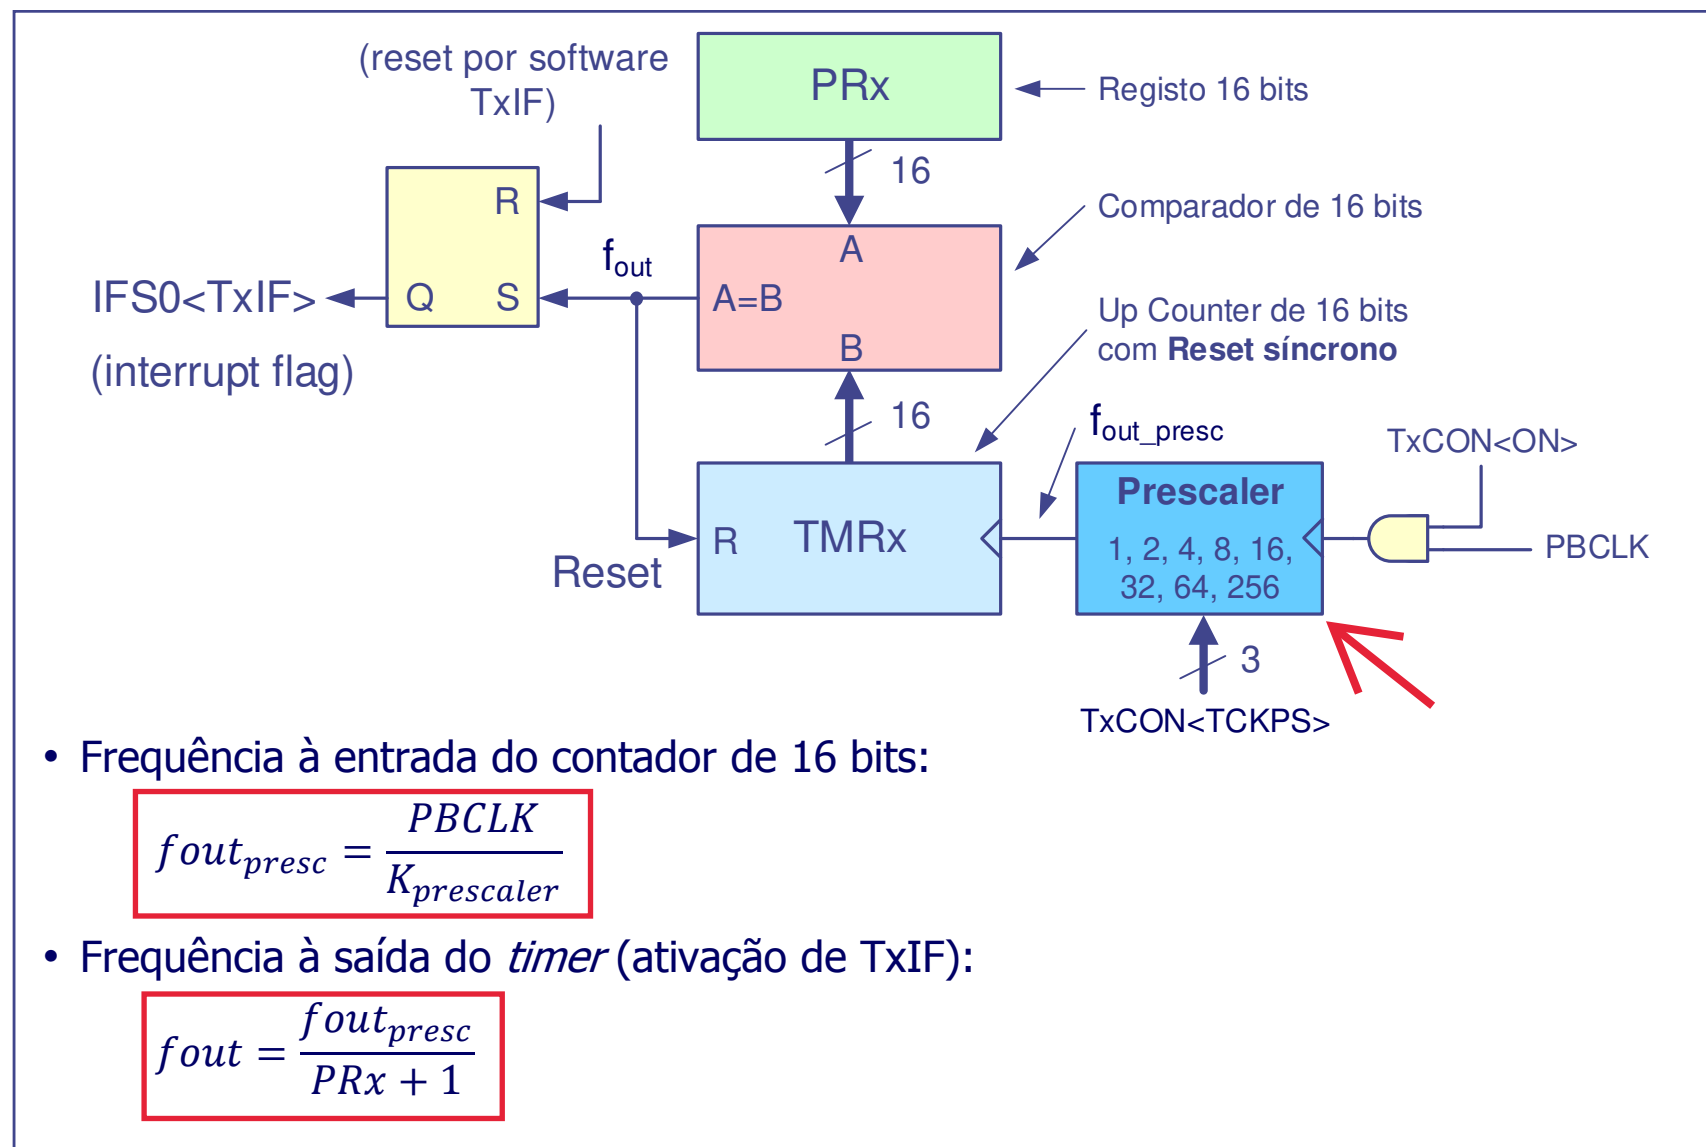 (reset por software
TxIF)
PRx
Registo 16 bits
16
R
Comparador de 16 bits
A
f_out
IFS0<TxIF>
Q
S
A=B
(interrupt flag)
B
Up Counter de 16 bits
com Reset síncrono
16
f_out_presc
TxCON<ON>
Reset
R
TMRx
Prescaler
1, 2, 4, 8, 16,
32, 64, 256
PBCLK
3
TxCON<TCKPS>
• Frequência à entrada do contador de 16 bits:
fout_presc = PBCLK / K_prescaler
• Frequência à saída do timer (ativação de TxIF):
fout = fout_presc / PRx + 1